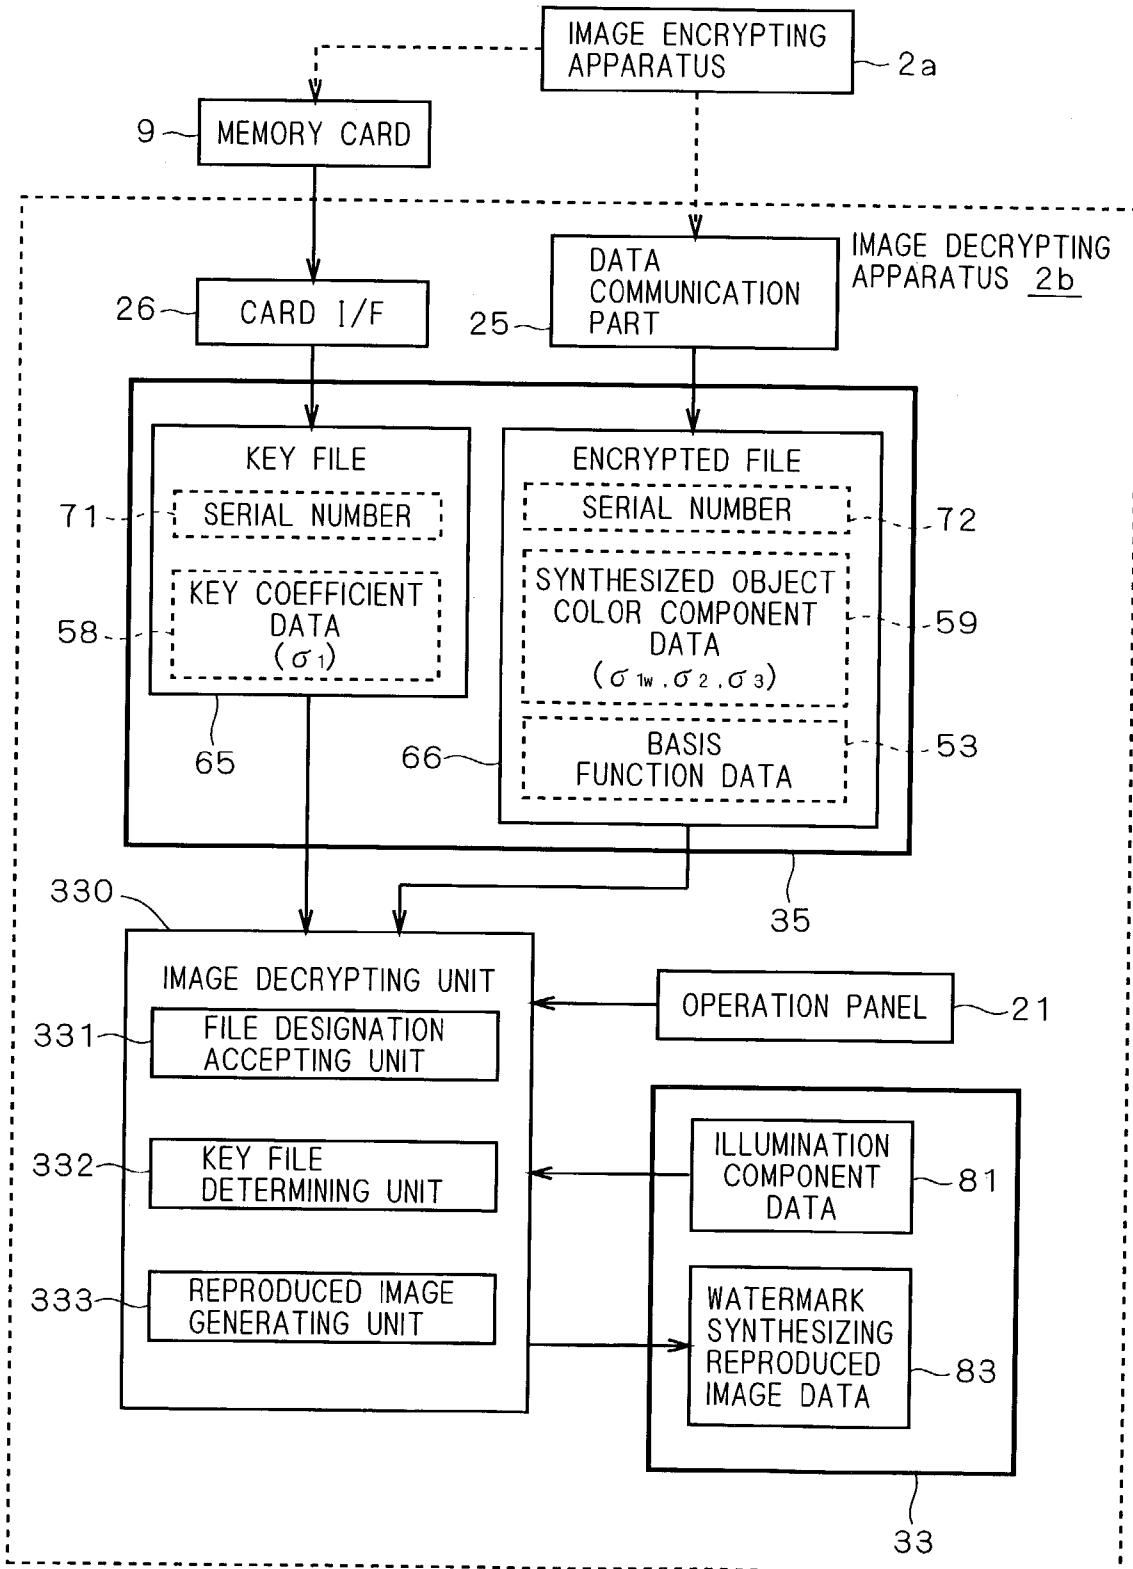 IMAGE ENCRYPTING
APPARATUS
2a
9
MEMORY CARD
IMAGE DECRYPTING
APPARATUS 2b
DATA
COMMUNICATION
PART
25
26
CARD I/F
KEY FILE
71
SERIAL NUMBER
KEY COEFFICIENT
DATA
(σ1)
58
65
ENCRYPTED FILE
SERIAL NUMBER
72
SYNTHESIZED OBJECT
COLOR COMPONENT
DATA
(σ1w, σ2, σ3)
59
BASIS
FUNCTION DATA
53
66
35
330
IMAGE DECRYPTING UNIT
331
FILE DESIGNATION
ACCEPTING UNIT
332
KEY FILE
DETERMINING UNIT
333
REPRODUCED IMAGE
GENERATING UNIT
OPERATION PANEL
21
ILLUMINATION
COMPONENT
DATA
81
WATERMARK
SYNTHESIZING
REPRODUCED
IMAGE DATA
83
33